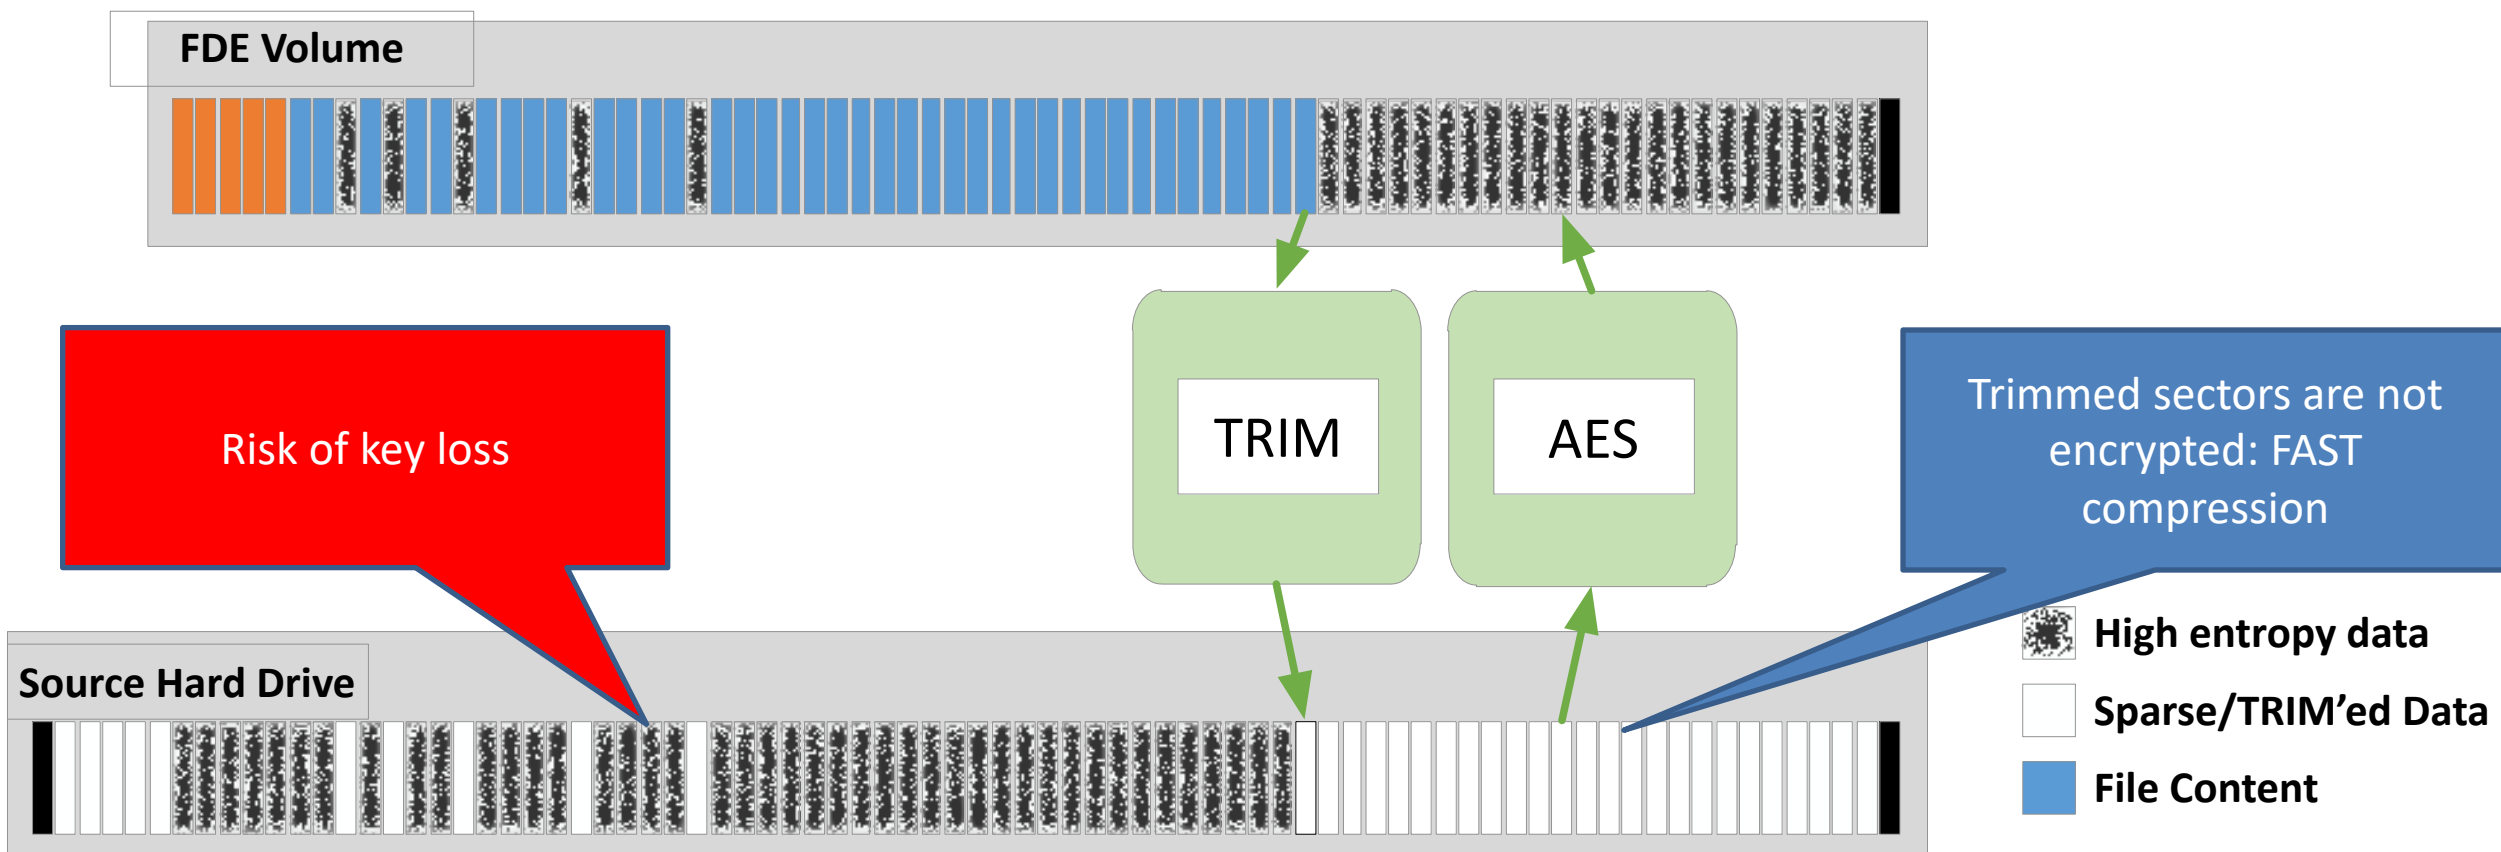 FDE Volume
Risk of key loss
TRIM
AES
Trimmed sectors are not
encrypted: FAST
compression
Source Hard Drive
High entropy data
Sparse/TRIM’ed Data
File Content